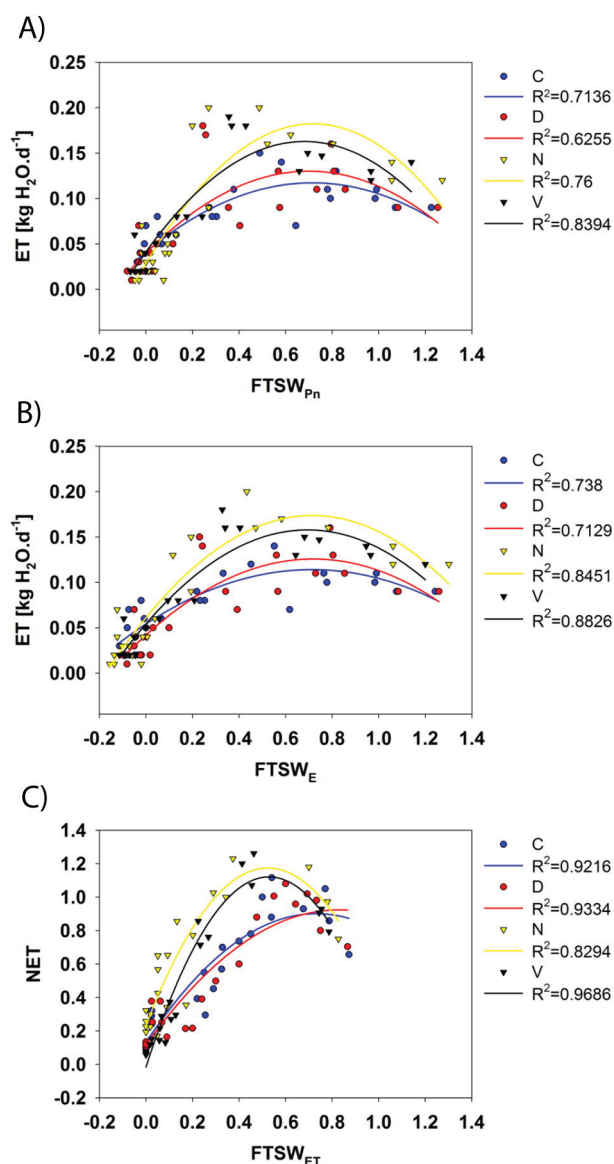 A)
0.25
0.20
0.15
0.10
0.05
0.00
ET [kg H₂O.d⁻¹]
-0.2 0.0 0.2 0.4 0.6 0.8 1.0 1.2 1.4
FTSW_Pn
C
R²=0.7136
D
R²=0.6255
N
R²=0.76
V
R²=0.8394
B)
0.25
0.20
0.15
0.10
0.05
0.00
ET [kg H₂O.d⁻¹]
-0.2 0.0 0.2 0.4 0.6 0.8 1.0 1.2 1.4
FTSW_E
C
R²=0.738
D
R²=0.7129
N
R²=0.8451
V
R²=0.8826
C)
1.4
1.2
1.0
0.8
0.6
0.4
0.2
0.0
-0.2
NET
-0.2 0.0 0.2 0.4 0.6 0.8 1.0 1.2 1.4
FTSW_ET
C
R²=0.9216
D
R²=0.9334
N
R²=0.8294
V
R²=0.9686